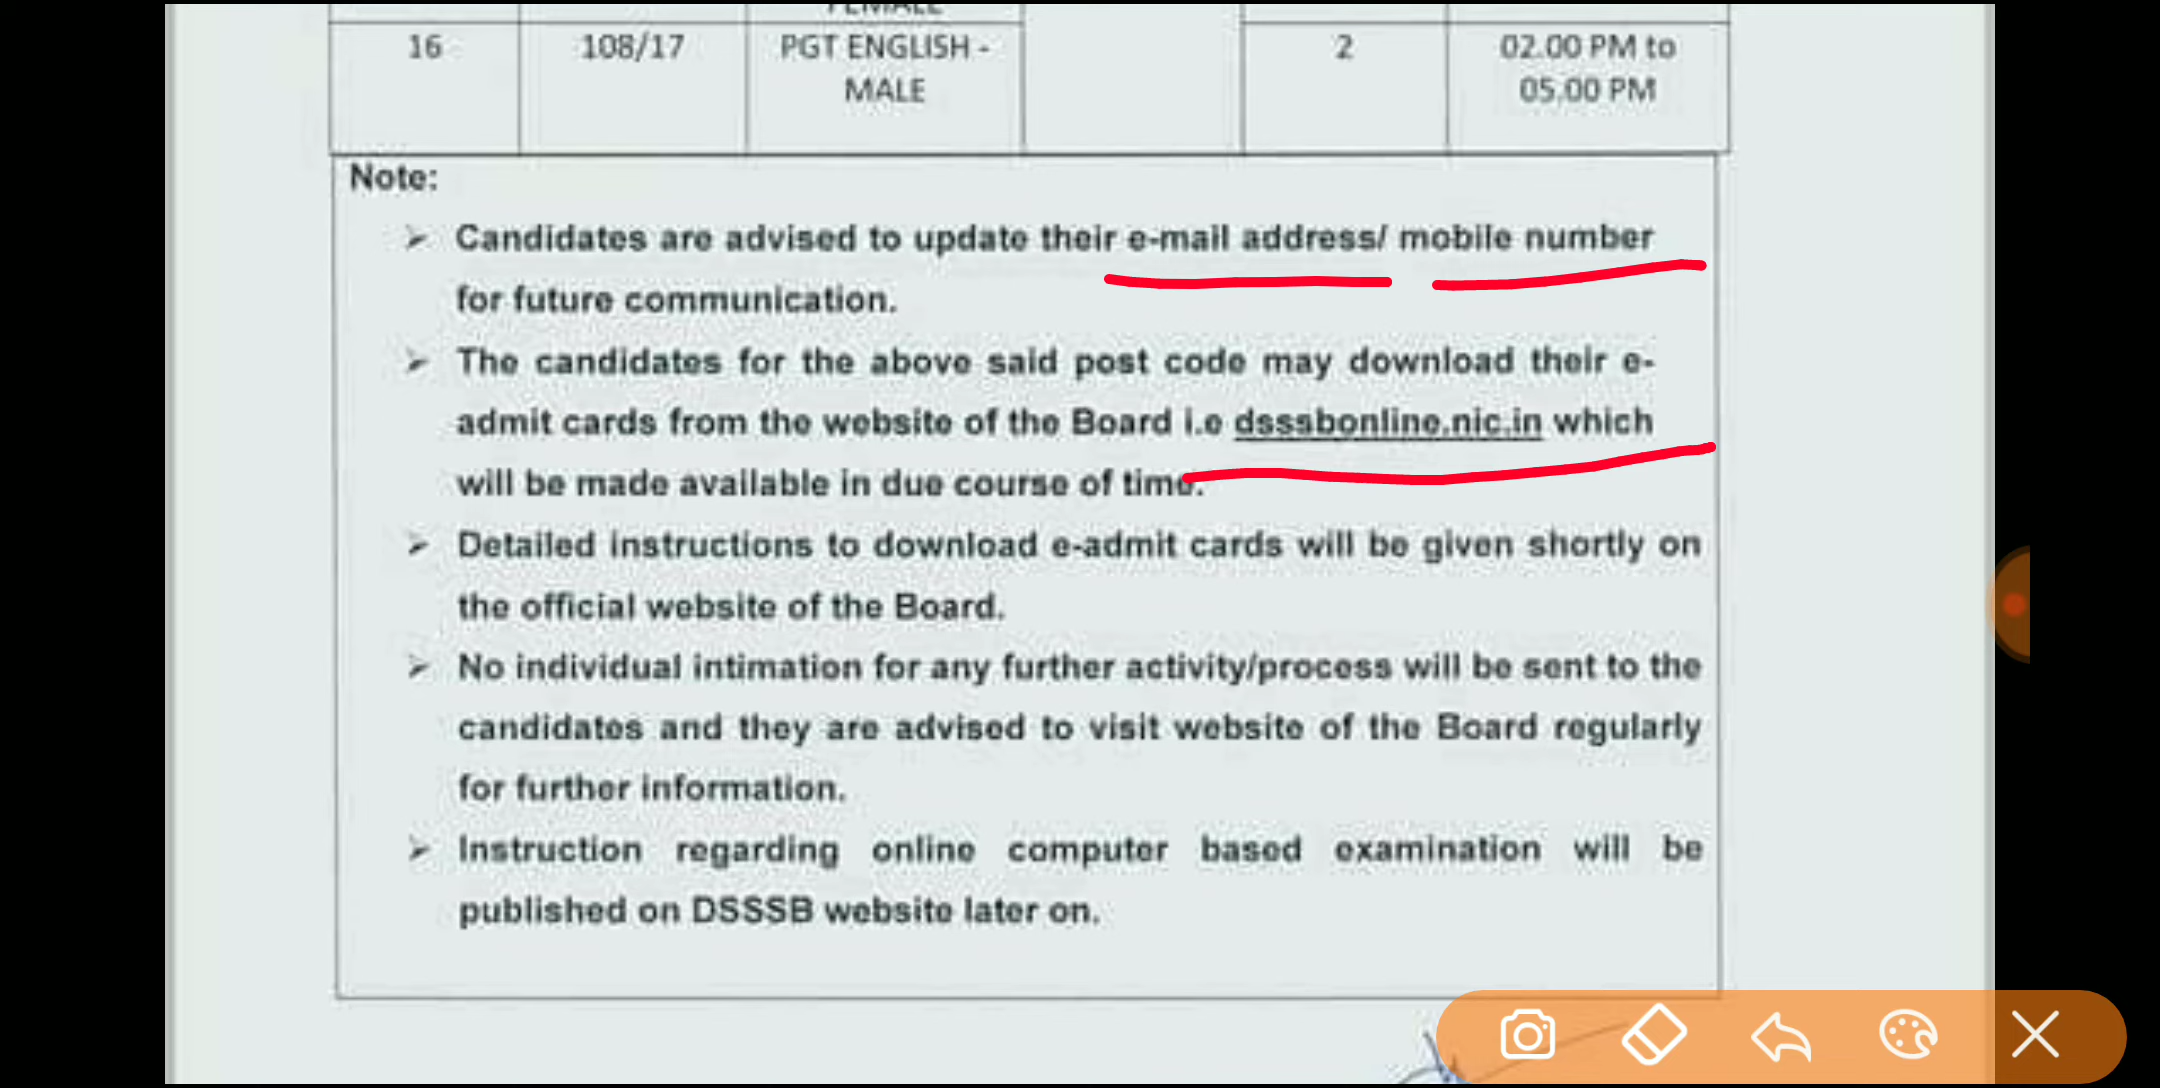 FEMALE
16 108/17 PGT ENGLISH - 2 02.00 PM to
MALE 05.00 PM
Note:
➢ Candidates are advised to update their e-mail address/ mobile number
for future communication.
➢ The candidates for the above said post code may download their e-
admit cards from the website of the Board i.e dsssbonline.nic.in which
will be made available in due course of time.
➢ Detailed instructions to download e-admit cards will be given shortly on
the official website of the Board.
➢ No individual intimation for any further activity/process will be sent to the
candidates and they are advised to visit website of the Board regularly
for further information.
➢ Instruction regarding online computer based examination will be
published on DSSSB website later on.